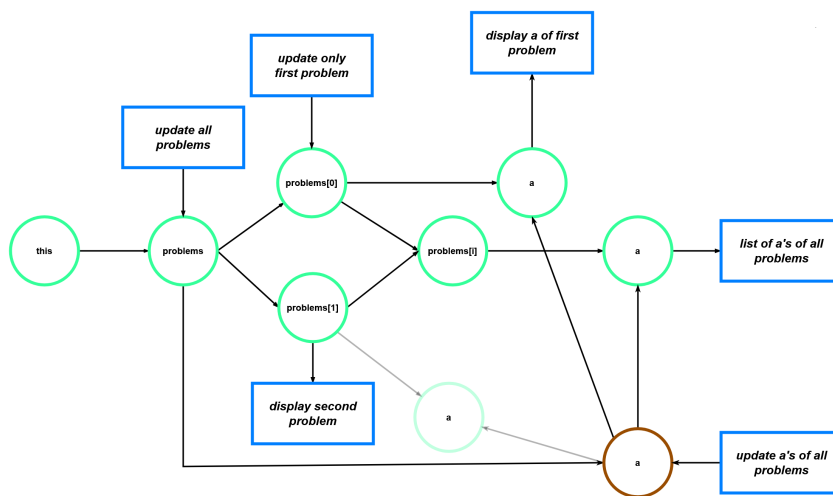 display a of first
problem
update only
first problem
update all
problems
problems[0]
a
this
problems
problems[i]
a
list of a's of all
problems
problems[1]
display second
problem
a
a
update a's of all
problems